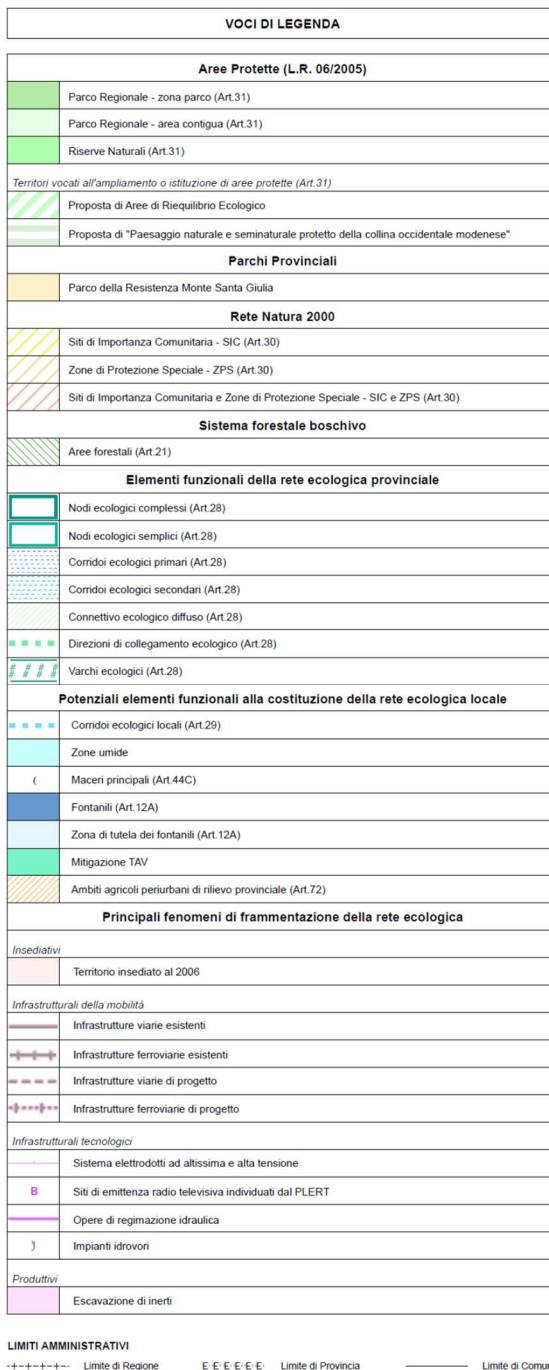 VOCI DI LEGENDA
Aree Protette (L.R. 06/2005)
Parco Regionale - zona parco (Art.31)
Parco Regionale - area contigua (Art.31)
Riserve Naturali (Art.31)
Territori vocati all'ampliamento o istituzione di aree protette (Art.31)
Proposta di Aree di Riequilibrio Ecologico
Proposta di "Paesaggio naturale e seminaturale protetto della collina occidentale modenese"
Parchi Provinciali
Parco della Resistenza Monte Santa Giulia
Rete Natura 2000
Siti di Importanza Comunitaria - SIC (Art.30)
Zone di Protezione Speciale - ZPS (Art.30)
Siti di Importanza Comunitaria e Zone di Protezione Speciale - SIC e ZPS (Art.30)
Sistema forestale boschivo
Aree forestali (Art.21)
Elementi funzionali della rete ecologica provinciale
Nodi ecologici complessi (Art.28)
Nodi ecologici semplici (Art.28)
Corridoi ecologici primari (Art.28)
Corridoi ecologici secondari (Art.28)
Connettivo ecologico diffuso (Art.28)
Direzioni di collegamento ecologico (Art.28)
Varchi ecologici (Art.28)
Potenziali elementi funzionali alla costituzione della rete ecologica locale
Corridoi ecologici locali (Art.29)
Zone umide
( Maceri principali (Art.44C)
Fontanili (Art.12A)
Zona di tutela dei fontanili (Art.12A)
Mitigazione TAV
Ambiti agricoli periurbani di rilievo provinciale (Art.72)
Principali fenomeni di frammentazione della rete ecologica
Insediativi
Territorio insediato al 2006
Infrastrutturali della mobilità
Infrastrutture viarie esistenti
Infrastrutture ferroviarie esistenti
Infrastrutture viarie di progetto
Infrastrutture ferroviarie di progetto
Infrastrutturali tecnologici
Sistema elettrodotti ad altissima e alta tensione
B Siti di emittenza radio televisiva individuati dal PLERT
Opere di regimazione idraulica
Impianti idrovori
Produttivi
Escavazione di inerti
LIMITI AMMINISTRATIVI
Limite di Regione E E E E E E Limite di Provincia Limite di Comun